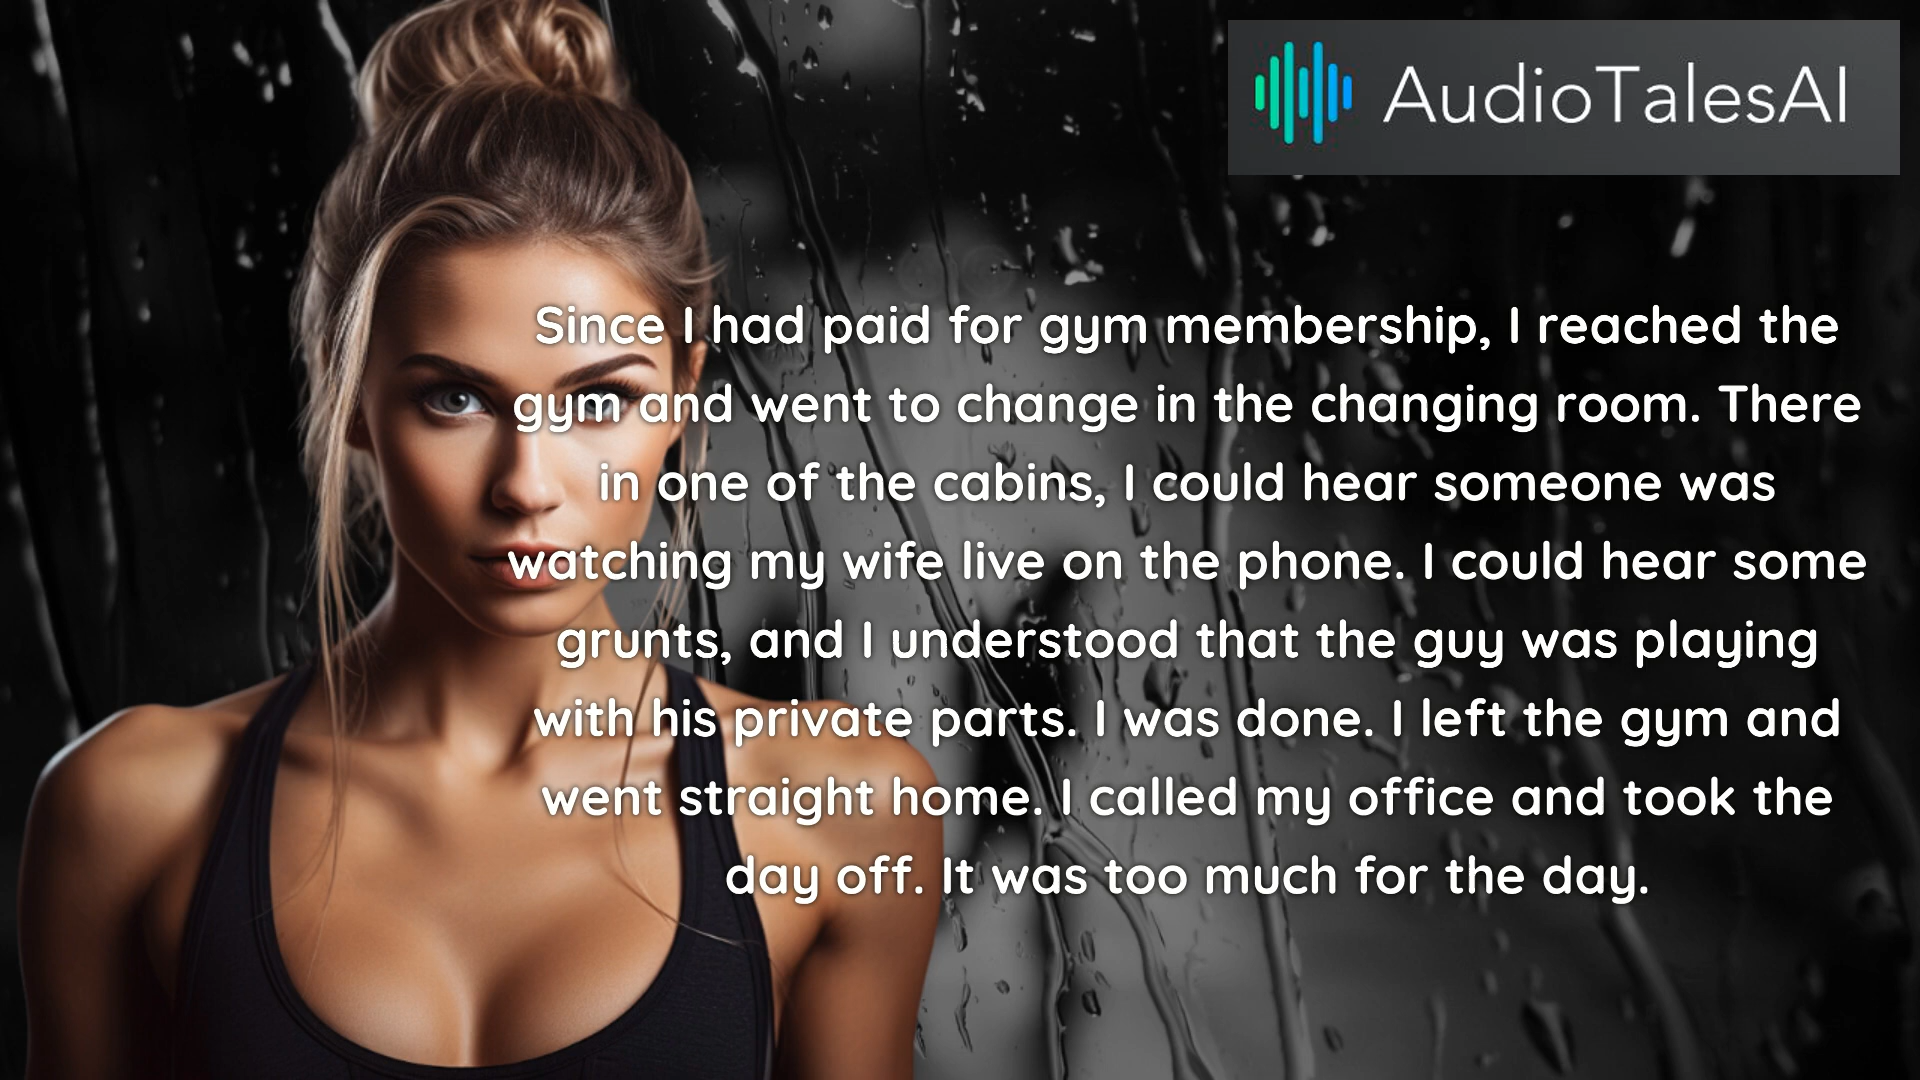 AudioTalesAI
Since I had paid for gym membership, I reached the
gym and went to change in the changing room. There
in one of the cabins, I could hear someone was
watching my wife live on the phone. I could hear some
grunts, and I understood that the guy was playing
with his private parts. I was done. I left the gym and
went straight home. I called my office and took the
day off. It was too much for the day.